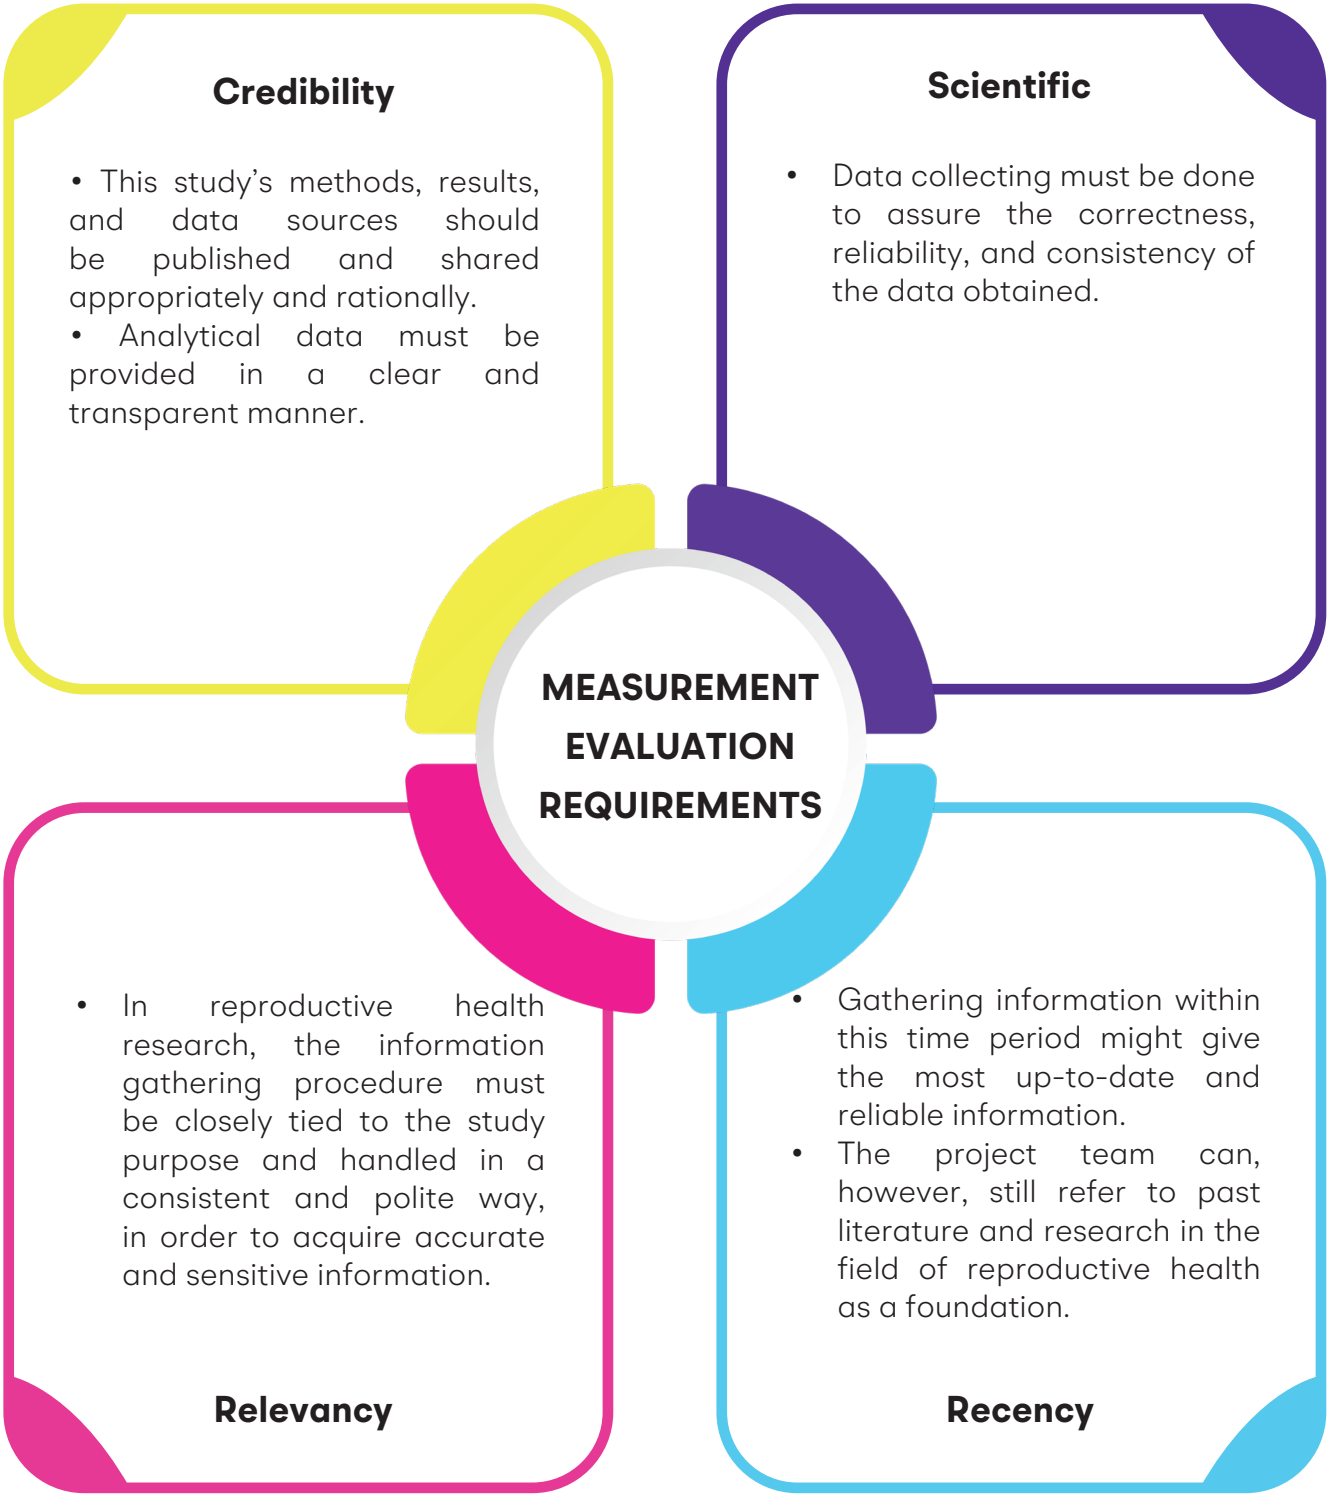 Credibility
• This study’s methods, results,
and data sources should
be published and shared
appropriately and rationally.
• Analytical data must be
provided in a clear and
transparent manner.
Scientific
• Data collecting must be done
to assure the correctness,
reliability, and consistency of
the data obtained.
MEASUREMENT
EVALUATION
REQUIREMENTS
• In reproductive health
research, the information
gathering procedure must
be closely tied to the study
purpose and handled in a
consistent and polite way,
in order to acquire accurate
and sensitive information.
Relevancy
• Gathering information within
this time period might give
the most up-to-date and
reliable information.
• The project team can,
however, still refer to past
literature and research in the
field of reproductive health
as a foundation.
Recency